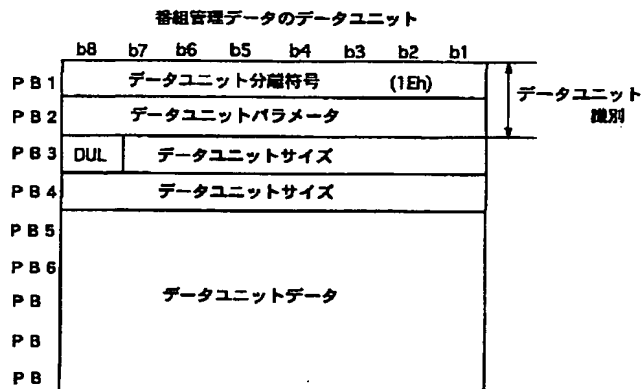 番組管理データのデータユニット
b8 b7 b6 b5 b4 b3 b2 b1
PB1 データユニット分離符号 (1Eh)
PB2 データユニットパラメータ
データユニット
識別
PB3 DUL データユニットサイズ
PB4 データユニットサイズ
PB5
PB6
PB データユニットデータ
PB
PB